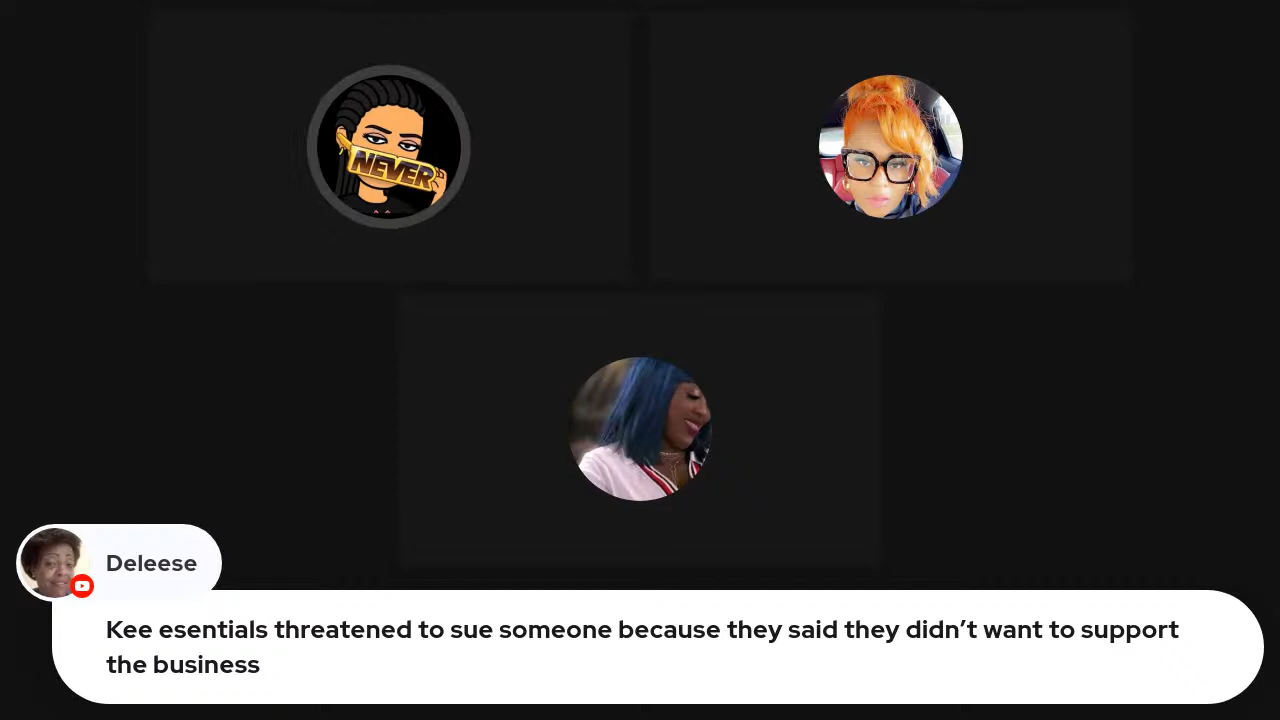 NEVER
Deleese
Kee esentials threatened to sue someone because they said they didn’t want to support
the business